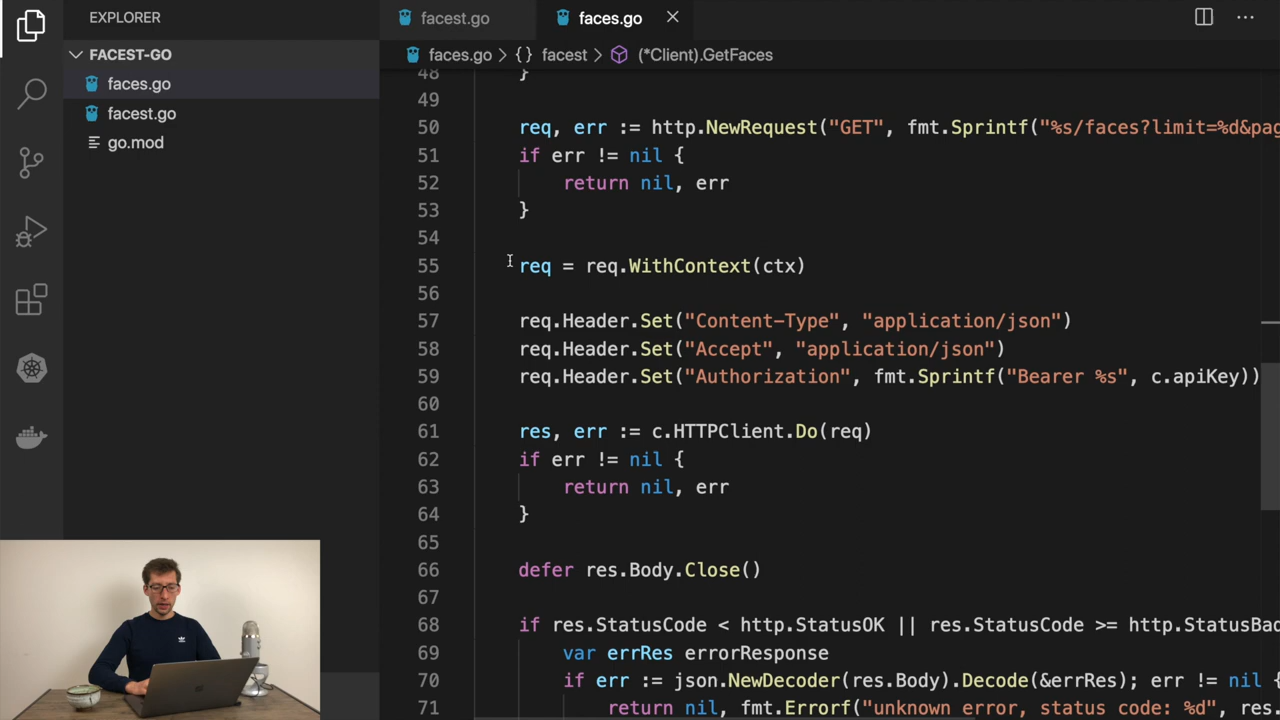 EXPLORER
FACEST-GO
faces.go
facest.go
go.mod
facest.go
faces.go
faces.go > {} facest > (*Client).GetFaces
48 }
49
50 req, err := http.NewRequest("GET", fmt.Sprintf("%s/faces?limit=%d&pag
51 if err != nil {
52 return nil, err
53 }
54
55 req = req.WithContext(ctx)
56
57 req.Header.Set("Content-Type", "application/json")
58 req.Header.Set("Accept", "application/json")
59 req.Header.Set("Authorization", fmt.Sprintf("Bearer %s", c.apiKey))
60
61 res, err := c.HTTPClient.Do(req)
62 if err != nil {
63 return nil, err
64 }
65
66 defer res.Body.Close()
67
68 if res.StatusCode < http.StatusOK || res.StatusCode >= http.StatusBad
69 var errRes errorResponse
70 if err := json.NewDecoder(res.Body).Decode(&errRes); err != nil {
71 return nil, fmt.Errorf("unknown error, status code: %d", res.